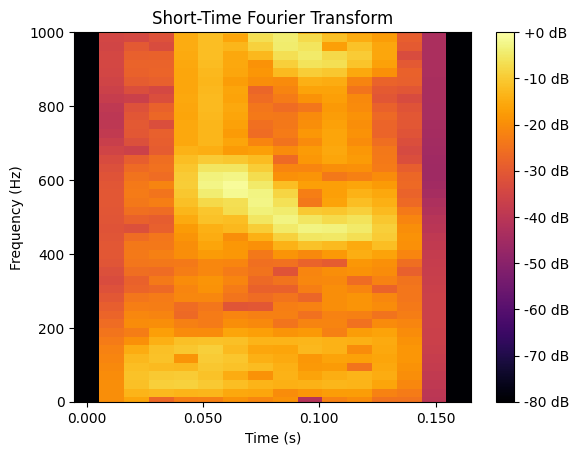 Short-Time Fourier Transform
1000
800
600
400
200
0
Frequency (Hz)
0.000
0.050
0.100
0.150
Time (s)
+0 dB
-10 dB
-20 dB
-30 dB
-40 dB
-50 dB
-60 dB
-70 dB
-80 dB